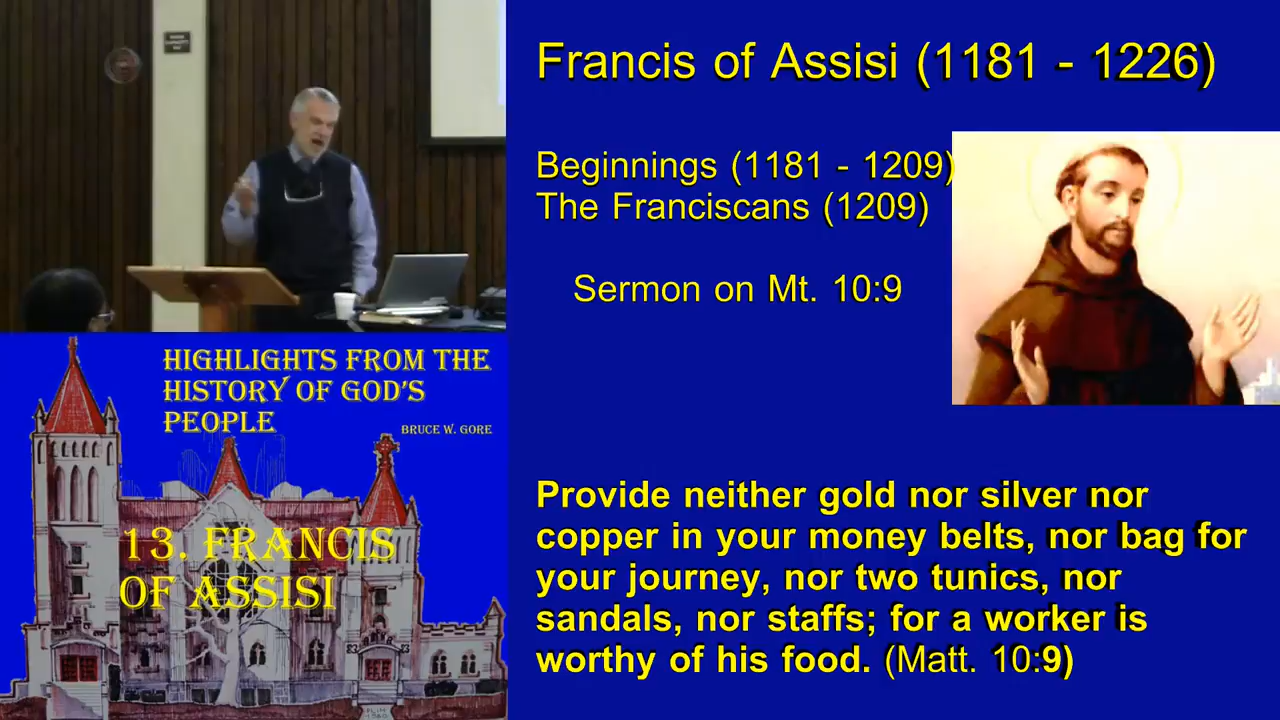 Francis of Assisi (1181 - 1226)
Beginnings (1181 - 1209)
The Franciscans (1209)
Sermon on Mt. 10:9
Provide neither gold nor silver nor
copper in your money belts, nor bag for
your journey, nor two tunics, nor
sandals, nor staffs; for a worker is
worthy of his food. (Matt. 10:9)
HIGHLIGHTS FROM THE
HISTORY OF GOD'S
PEOPLE
BRUCE W. GORE
13. FRANCIS
OF ASSISI